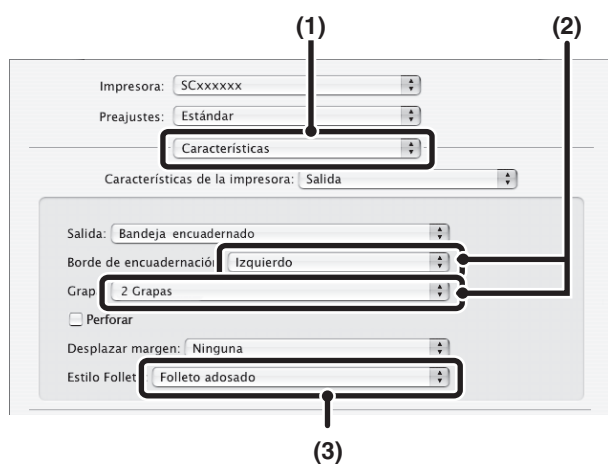 (1) (2)
Impresora: SCxxxxxx
Preajustes: Estándar
Características
Características de la impresora: Salida
Salida: Bandeja encuadernado
Borde de encuadernación Izquierdo
Grap 2 Grapas
Perforar
Desplazar margen: Ninguna
Estilo Follet Folleto adosado
(3)